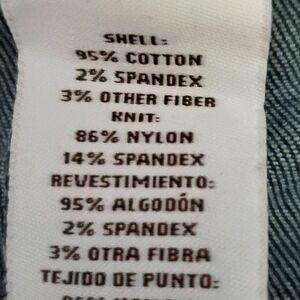 SHELL:
95% COTTON
2% SPANDEX
3% OTHER FIBER
KNIT:
86% NYLON
14% SPANDEX
REVESTIMIENTO:
95% ALGODÓN
2% SPANDEX
3% OTRA FIBRA
TEJIDO DE PUNTO: